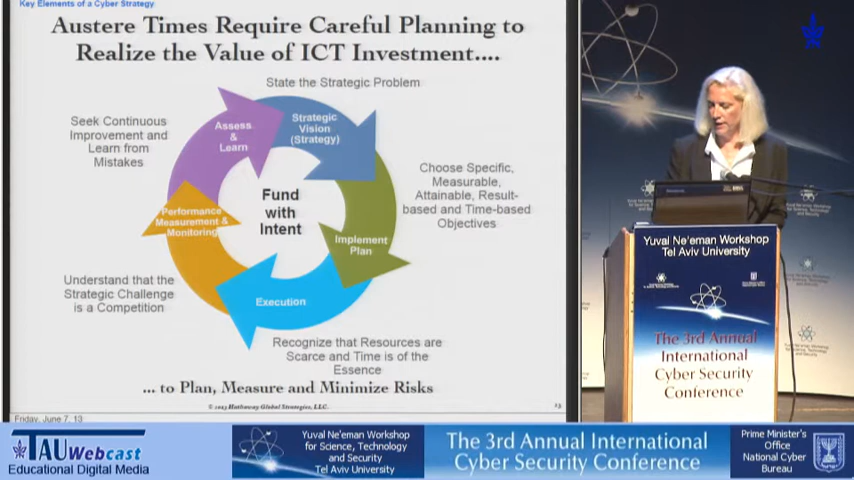 Key Elements of a Cyber Strategy
Austere Times Require Careful Planning to
Realize the Value of ICT Investment....
State the Strategic Problem
Assess
&
Learn
Strategic
Vision
(Strategy)
Seek Continuous
Improvement and
Learn from
Mistakes
Choose Specific,
Measurable,
Attainable, Result-
based and Time-based
Objectives
Fund
with
Intent
Performance
Measurement &
Monitoring
Implement
Plan
Understand that the
Strategic Challenge
is a Competition
Execution
Recognize that Resources are
Scarce and Time is of the
Essence
... to Plan, Measure and Minimize Risks
© 2013 Hathaway Global Strategies, LLC.
Friday, June 7, 13
Yuval Ne'eman Workshop
Tel Aviv University
The 3rd Annual
International
Cyber Security
Conference
TAU Webcast
Educational Digital Media
Yuval Ne'eman Workshop
for Science, Technology
and Security
Tel Aviv University
The 3rd Annual International
Cyber Security Conference
Prime Minister's
Office
National Cyber
Bureau